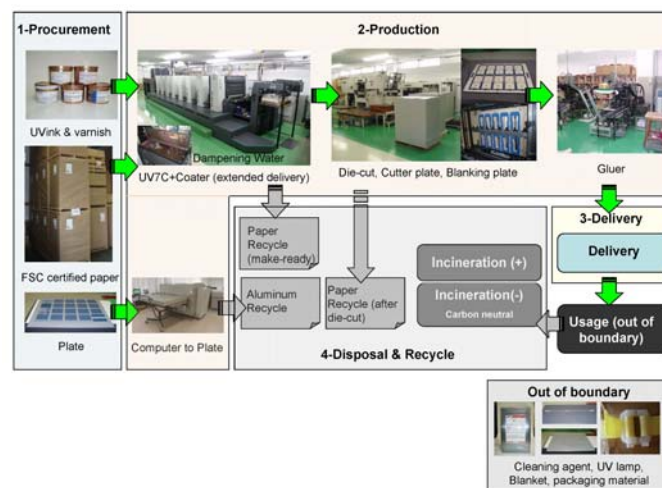 1-Procurement
UVink & varnish
FSC certified paper
Plate
2-Production
Dampening Water
UV7C+Coater (extended delivery)
Die-cut, Cutter plate, Blanking plate
Gluer
Computer to Plate
3-Delivery
Delivery
Usage (out of
boundary)
Paper
Recycle
(make-ready)
Aluminum
Recycle
Paper
Recycle (after
die-cut)
Incineration (+)
Incineration(-)
Carbon neutral
4-Disposal & Recycle
Out of boundary
Cleaning agent, UV lamp,
Blanket, packaging material